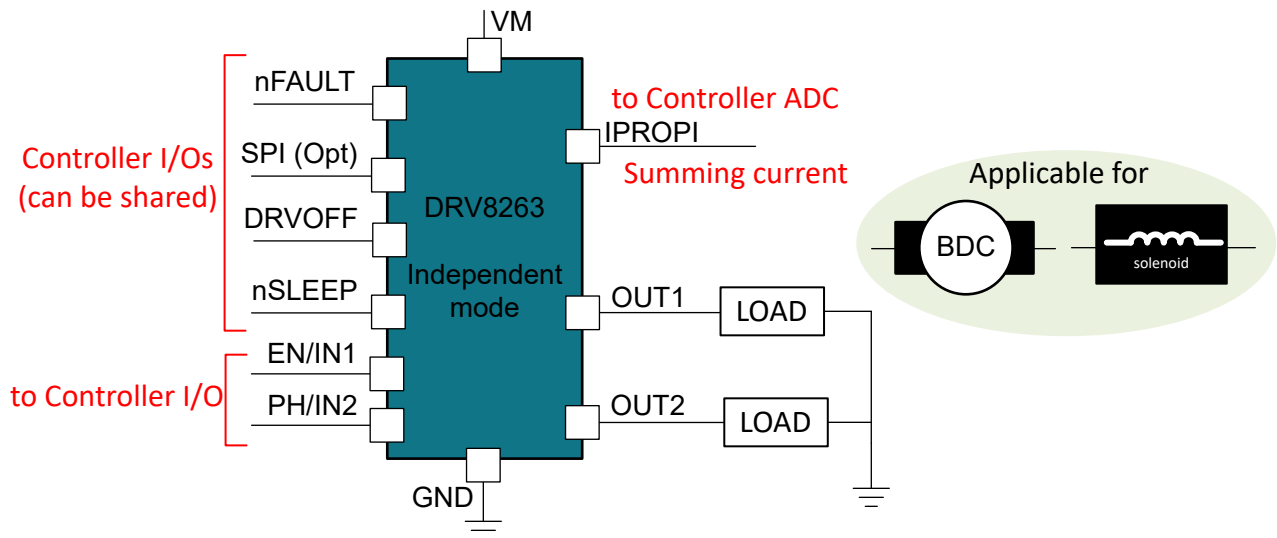 VM
nFAULT
SPI (Opt)
DRVOFF
nSLEEP
EN/IN1
PH/IN2
Controller I/Os
(can be shared)
to Controller I/O
DRV8263
Independent
mode
GND
to Controller ADC
IPROPI
Summing current
OUT1
LOAD
OUT2
LOAD
Applicable for
BDC
solenoid